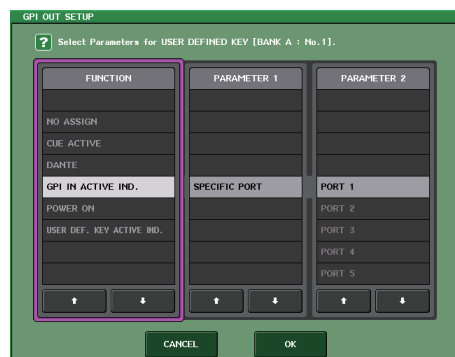 GPI OUT SETUP
? Select Parameters for USER DEFINED KEY [BANK A : No.1].
FUNCTION
NO ASSIGN
CUE ACTIVE
DANTE
GPI IN ACTIVE IND.
POWER ON
USER DEF. KEY ACTIVE IND.
PARAMETER 1
SPECIFIC PORT
PARAMETER 2
PORT 1
PORT 2
PORT 3
PORT 4
PORT 5
CANCEL
OK